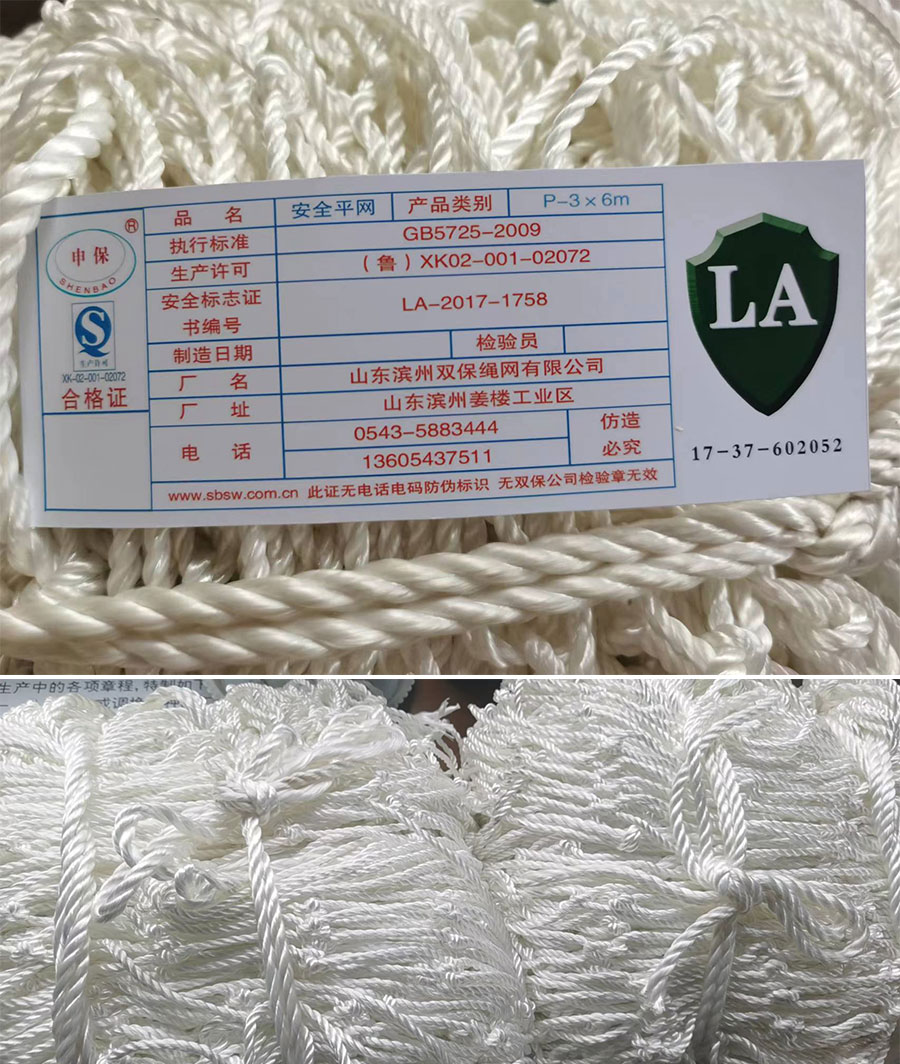 申保
®
SHENBAO
生产许可
XK-02-001-02072
合格证
品 名 安全平网 产品类别 P-3×6m
执行标准 GB5725-2009
生产许可 (鲁)XK02-001-02072
安全标志证书编号 LA-2017-1758
制造日期 检验员
厂 名 山东滨州双保绳网有限公司
厂 址 山东滨州姜楼工业区
电 话 0543-5883444 仿造
13605437511 必究
www.sbsw.com.cn 此证无电话电码防伪标识 无双保公司检验章无效
LA
17-37-602052
生产中的各项章程,特制如下
或调换